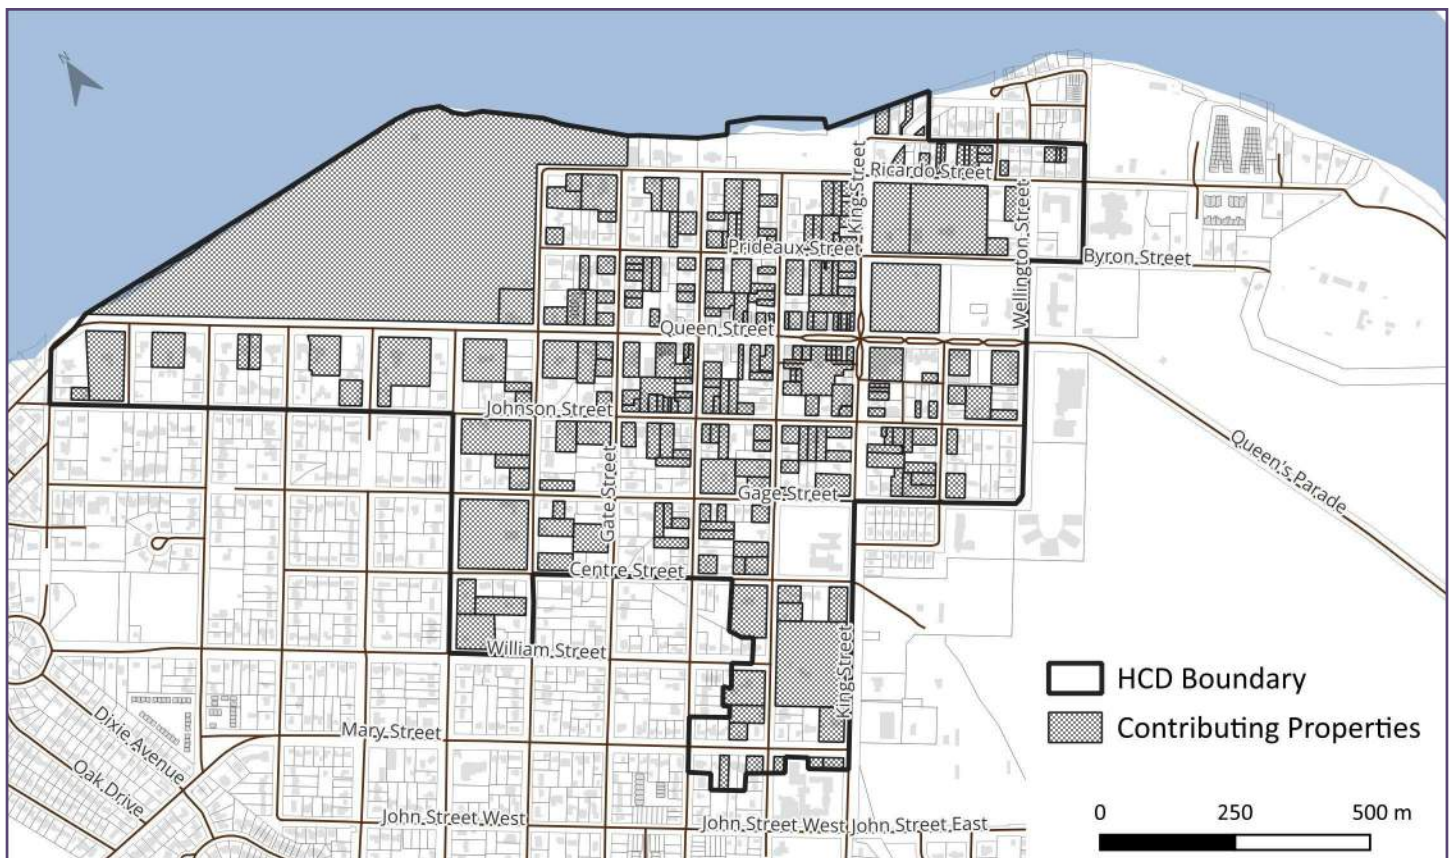 N
King Street
Ricardo Street
Prideaux Street
Byron Street
Wellington Street
Queen Street
Johnson Street
Queen's Parade
Gate Street
Gage Street
Centre Street
William Street
King Street
HCD Boundary
Contributing Properties
Dixie Avenue
Mary Street
Oak Drive
John Street West
John Street West
John Street East
0 250 500 m